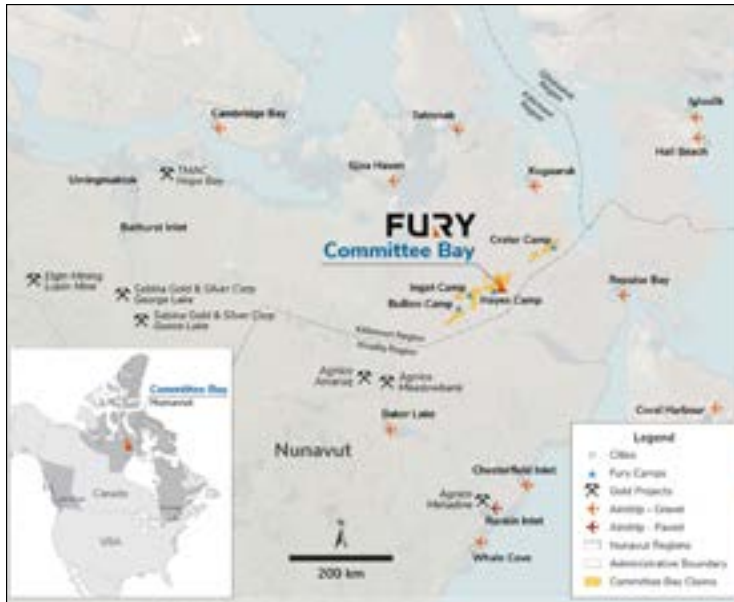 Cambridge Bay
Taloyoak
Igloolik
Hall Beach
TMAC
Hope Bay
Umingmaktok
Gjoa Haven
Kugaaruk
Bathurst Inlet
FURY
Committee Bay
Crater Camp
Elgin Mining
Lupin Mine
Sabina Gold & Silver Corp
George Lake
Sabina Gold & Silver Corp
Goose Lake
Ingot Camp
Bullion Camp
Hayes Camp
Repulse Bay
Kitikmeot Region
Kivalliq Region
Agnico
Amaruq
Agnico
Meadowbank
Baker Lake
Coral Harbour
Nunavut
Chesterfield Inlet
Agnico
Meliadine
Rankin Inlet
Whale Cove
N
200 km
Committee Bay
Nunavut
Canada
USA
Legend
Cities
Fury Camps
Gold Projects
Airstrip - Gravel
Airstrip - Paved
Nunavut Regions
Administrative Boundary
Committee Bay Claims